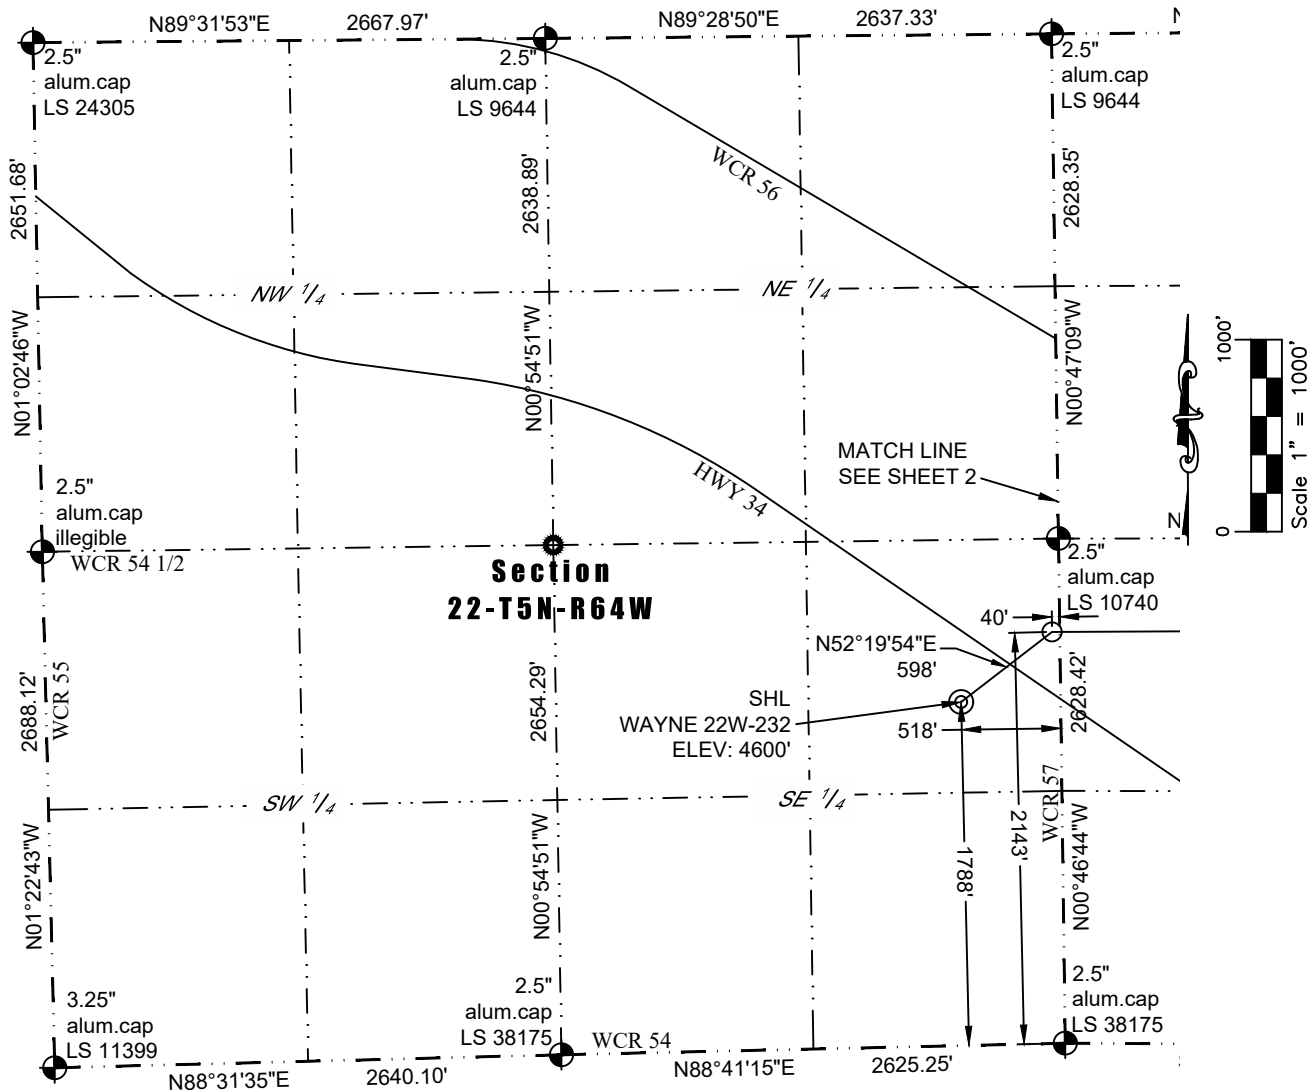 N89°31'53"E 2667.97' N89°28'50"E 2637.33'
2.5"
alum.cap
LS 24305
2.5"
alum.cap
LS 9644
2.5"
alum.cap
LS 9644
2651.68'
2638.89'
2628.35'
WCR 56
NW 1/4
NE 1/4
N01°02'46"W
N00°54'51"W
N00°47'09"W
1000'
0
Scale 1" = 1000'
HWY 34
MATCH LINE
SEE SHEET 2
2.5"
alum.cap
illegible
WCR 54 1/2
Section
22-T5N-R64W
2.5"
alum.cap
LS 10740
40'
N52°19'54"E
598'
SHL
WAYNE 22W-232
ELEV: 4600'
518'
2688.12'
WCR 55
2654.29'
2628.42'
WCR 57
SW 1/4
SE 1/4
2143'
1788'
N01°22'43"W
N00°54'51"W
N00°46'44"W
3.25"
alum.cap
LS 11399
2.5"
alum.cap
LS 38175
WCR 54
2.5"
alum.cap
LS 38175
N88°31'35"E 2640.10' N88°41'15"E 2625.25'